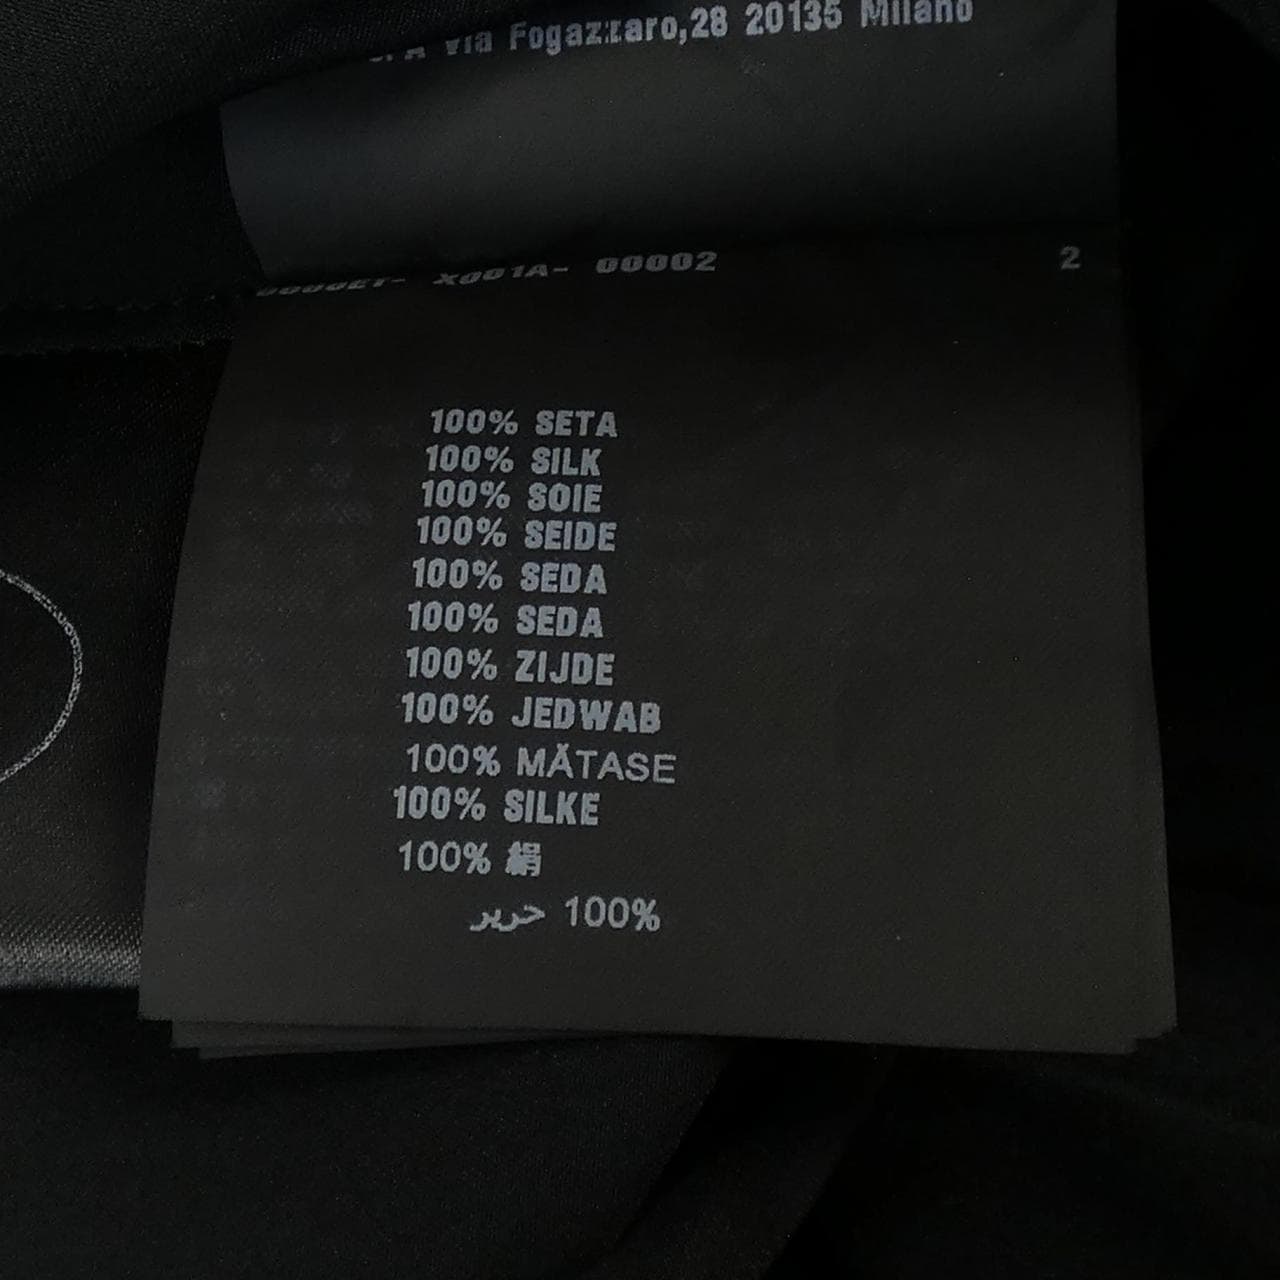 Via Fogazzaro,28 20135 Milano
X001A- 00002 2
100% SETA
100% SILK
100% SOIE
100% SEIDE
100% SEDA
100% SEDA
100% ZIJDE
100% JEDWAB
100% MĂTASE
100% SILKE
100% 絹
100% حرير